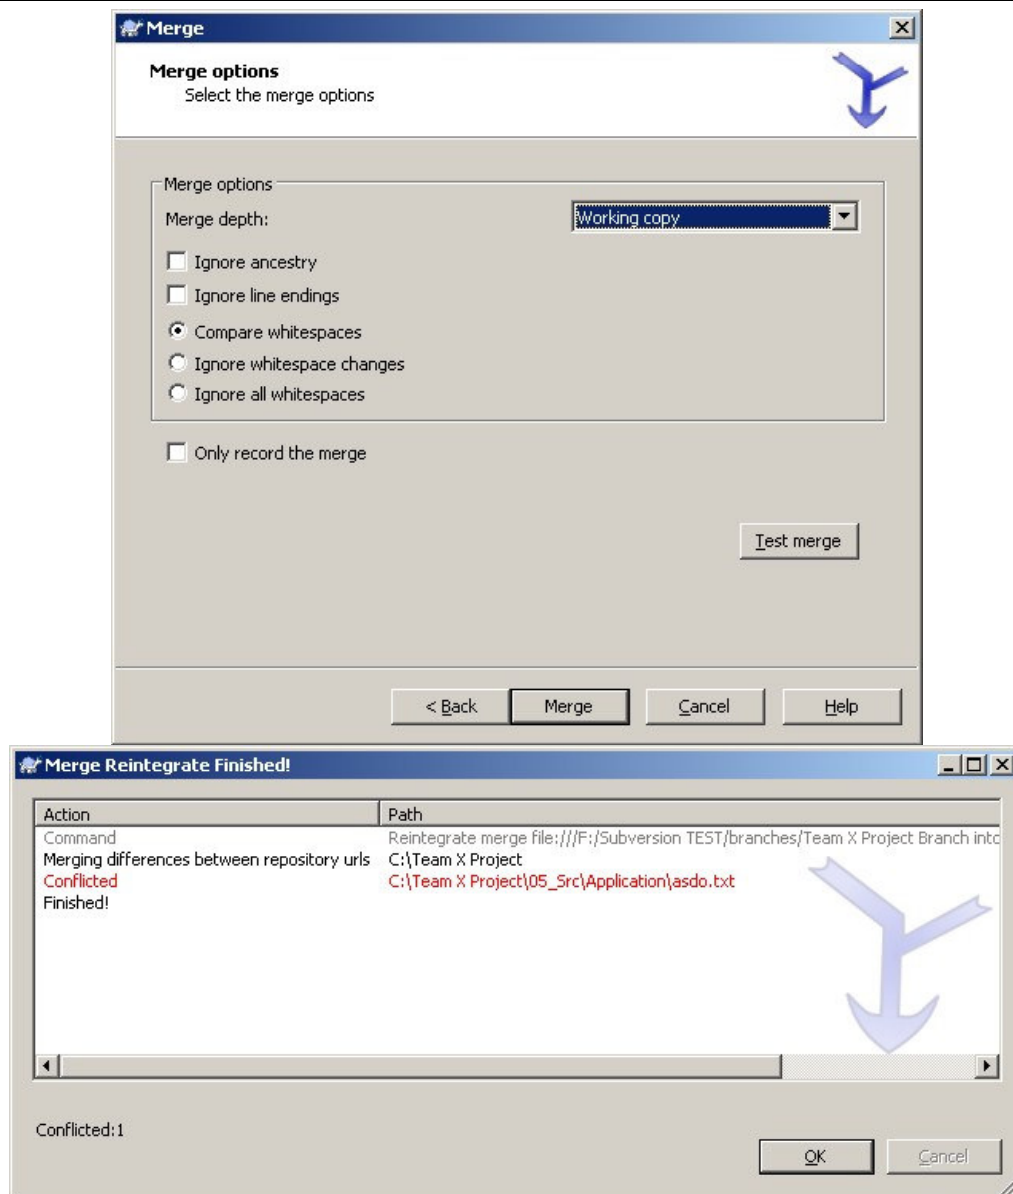 Merge
Merge options
Select the merge options
Merge options
Merge depth: Working copy
Ignore ancestry
Ignore line endings
Compare whitespaces
Ignore whitespace changes
Ignore all whitespaces
Only record the merge
Test merge
< Back Merge Cancel Help
Merge Reintegrate Finished!
Action Path
Command Reintegrate merge file:///F:/Subversion TEST/branches/Team X Project Branch into
Merging differences between repository urls C:\Team X Project
Conflicted C:\Team X Project\05_Src\Application\asdo.txt
Finished!
Conflicted:1
OK Cancel